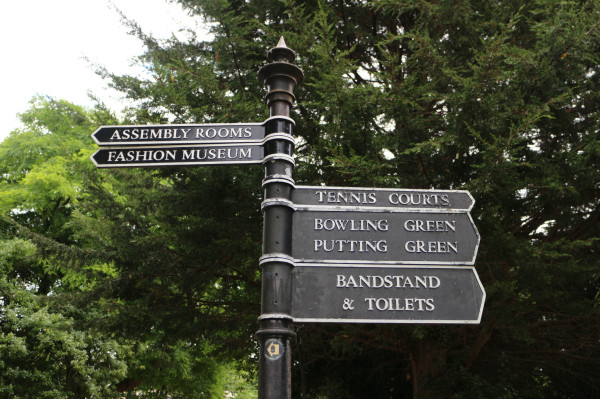 ASSEMBLY ROOMS
FASHION MUSEUM
TENNIS COURTS
BOWLING GREEN
PUTTING GREEN
BANDSTAND
& TOILETS